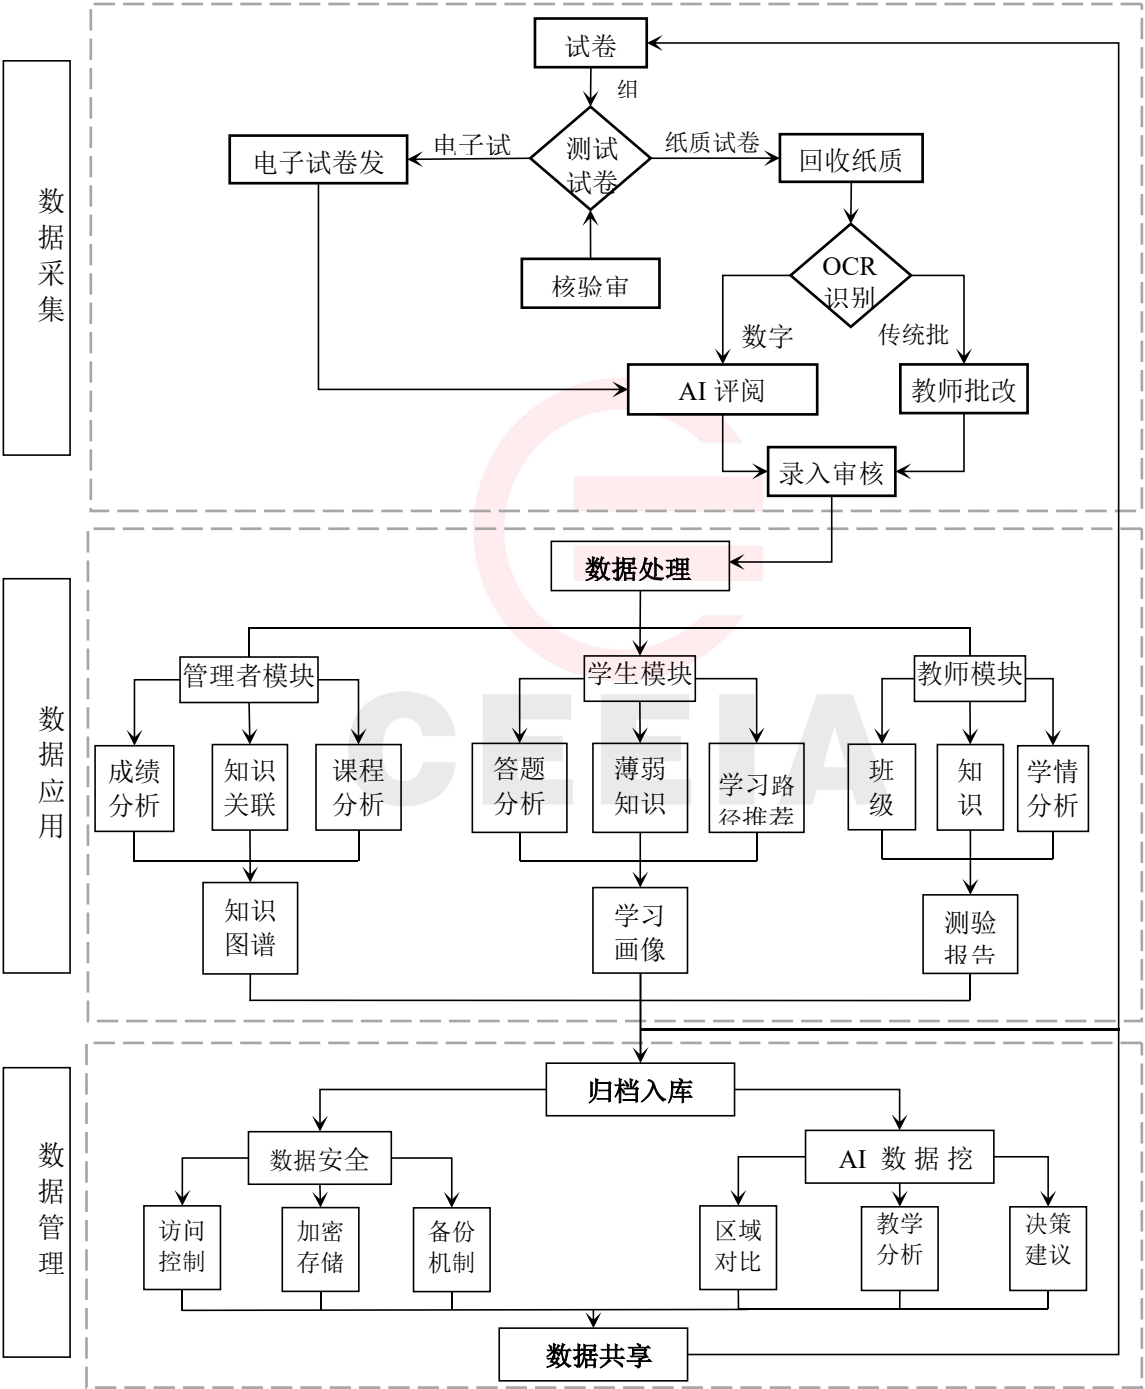 试卷
组
电子试
测试
试卷
纸质试卷
电子试卷发
回收纸质
核验审
OCR
识别
数字
传统批
AI 评阅
教师批改
录入审核
数据采集
数据处理
管理者模块
学生模块
教师模块
成绩
分析
知识
关联
课程
分析
答题
分析
薄弱
知识
学习路
径推荐
班
级
知
识
学情
分析
知识
图谱
学习
画像
测验
报告
数据应用
归档入库
数据安全
AI 数据挖
访问
控制
加密
存储
备份
机制
区域
对比
教学
分析
决策
建议
数据共享
数据管理
CEEIA